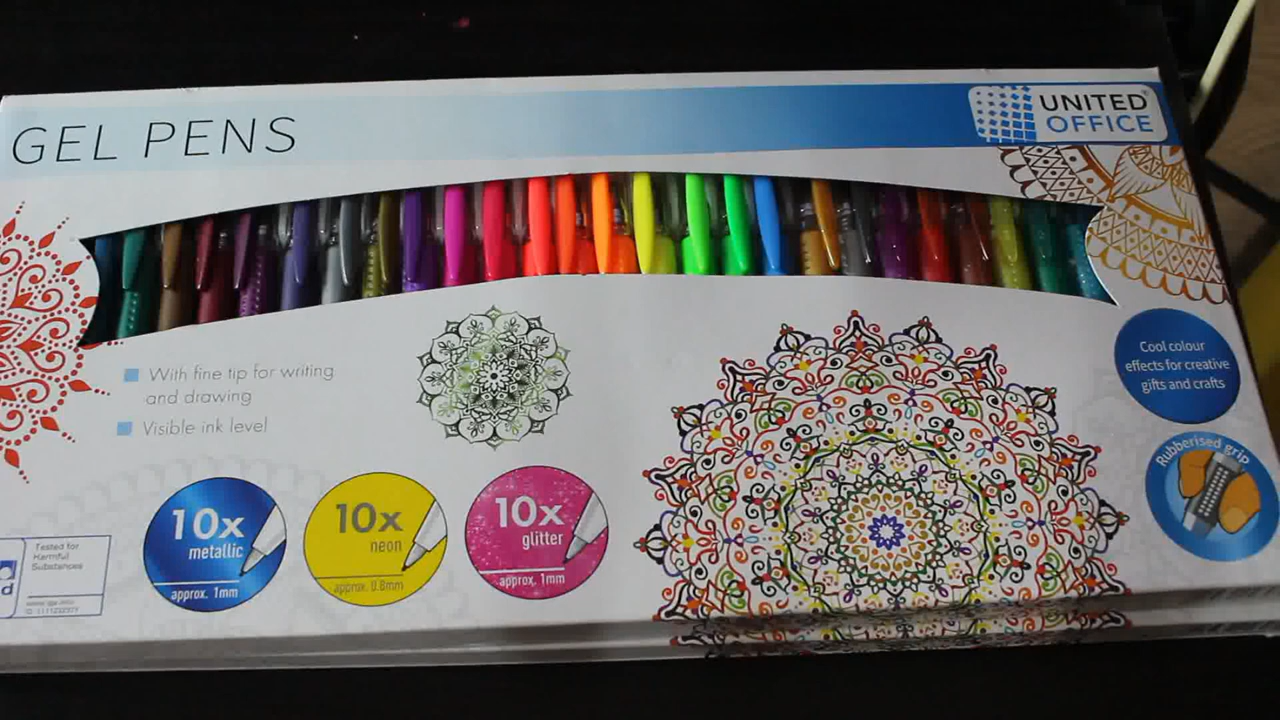 GEL PENS
UNITED
OFFICE
With fine tip for writing
and drawing
Visible ink level
Cool colour
effects for creative
gifts and crafts
Rubberised grip
10x
metallic
approx. 1mm
10x
neon
approx. 0.8mm
10x
glitter
approx. 1mm
Tested for
Harmful
Substances
d